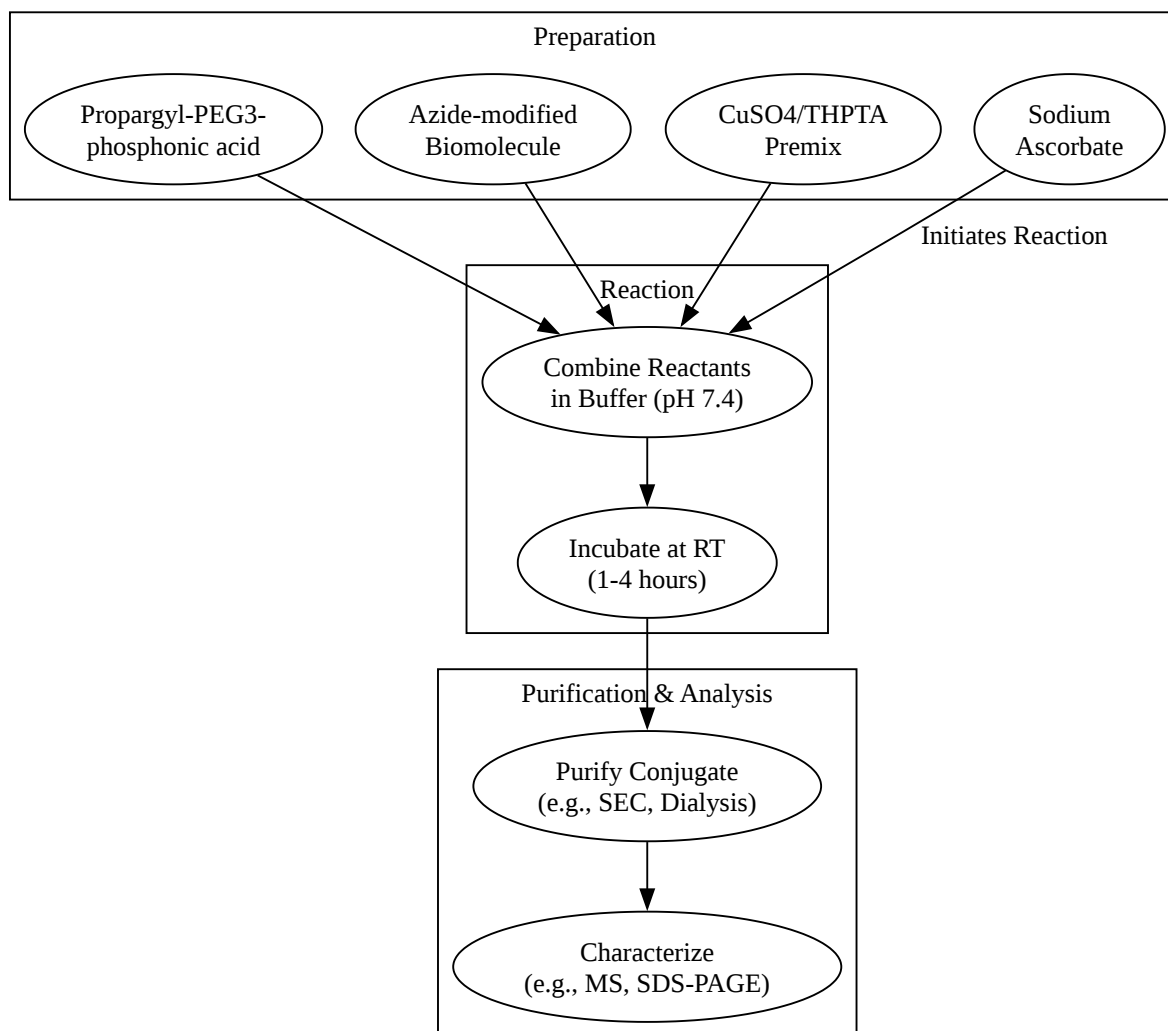 Preparation
Propargyl-PEG3-
phosphonic acid
Azide-modified
Biomolecule
CuSO4/THPTA
Premix
Sodium
Ascorbate
Initiates Reaction
Reaction
Combine Reactants
in Buffer (pH 7.4)
Incubate at RT
(1-4 hours)
Purification & Analysis
Purify Conjugate
(e.g., SEC, Dialysis)
Characterize
(e.g., MS, SDS-PAGE)